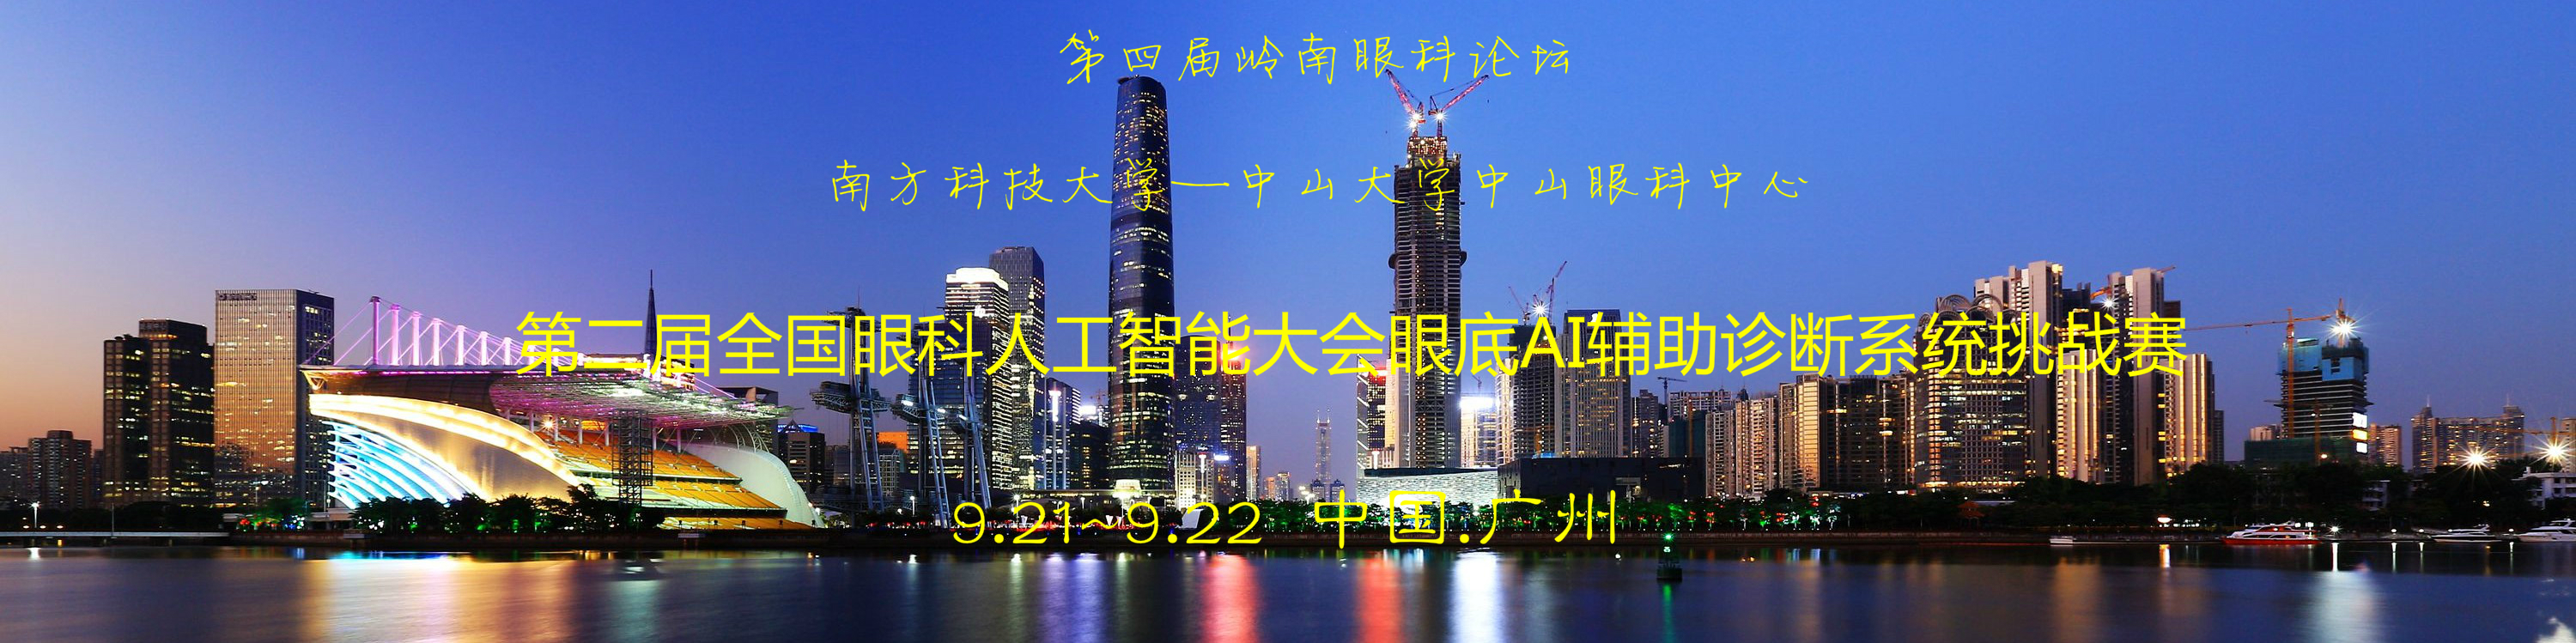 第四届岭南眼科论坛
南方科技大学—中山大学中山眼科中心
第二届全国眼科人工智能大会眼底AI辅助诊断系统挑战赛
9.21~9.22 中国.广州